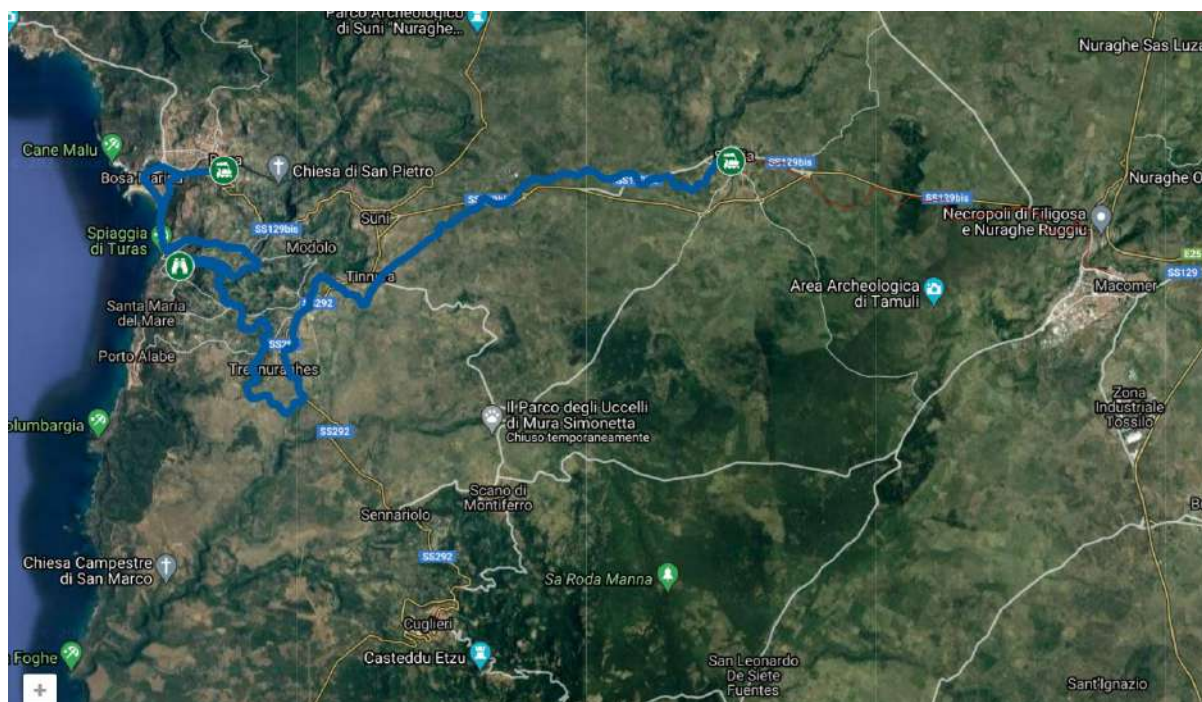 Parco Archeologico
di Suni "Nuraghe...
Nuraghe Sas Luza
Cane Malu
Chiesa di San Pietro
Bosa
SS129bis
SS129bis
Nuraghe O
Necropoli di Filigosa
e Nuraghe Ruggiu
Suni
Spiaggia
di Turas
SS129bis
Modolo
E25
SS129
Tinnura
Macomer
Area Archeologica
di Tamuli
Santa Maria
del Mare
SS292
Porto Alabe
Tresnuraghes
Zona
Industriale
Tossilo
olumbargia
Il Parco degli Uccelli
di Mura Simonetta
Chiuso temporaneamente
SS292
Scano di
Montiferro
Sennariolo
SS292
Chiesa Campestre
di San Marco
Sa Roda Manna
Cuglieri
Casteddu Etzu
Foghe
San Leonardo
De Siete
Fuentes
Sant'Ignazio
+